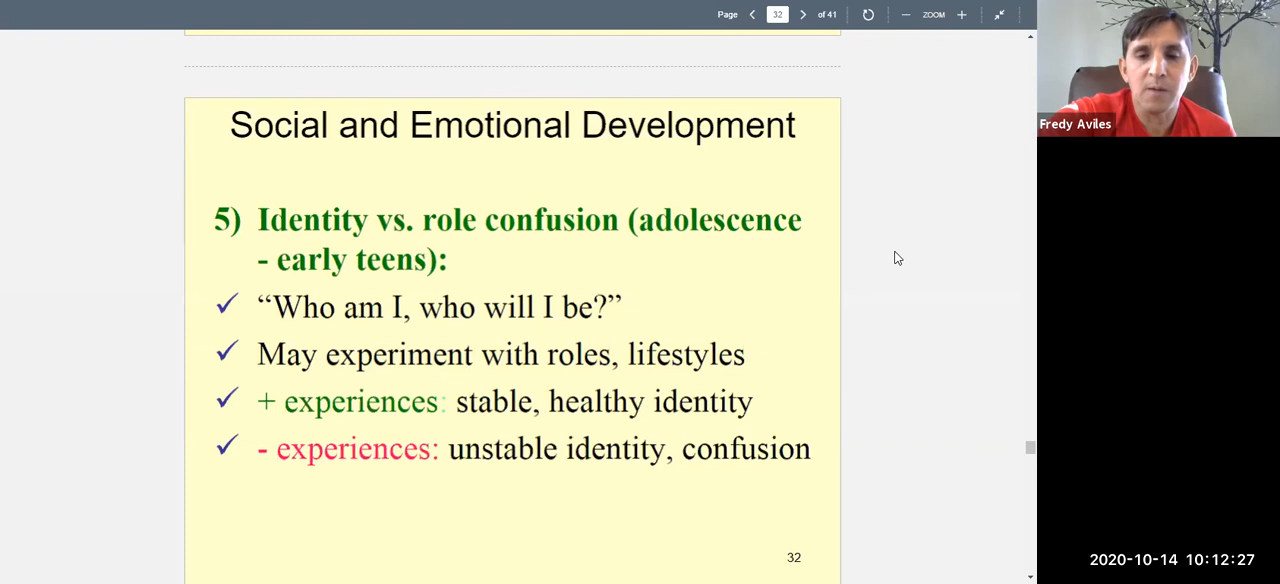 Page 32 of 41 ZOOM
Fredy Aviles
Social and Emotional Development
5) Identity vs. role confusion (adolescence
- early teens):
“Who am I, who will I be?”
May experiment with roles, lifestyles
+ experiences: stable, healthy identity
- experiences: unstable identity, confusion
32
2020-10-14 10:12:27